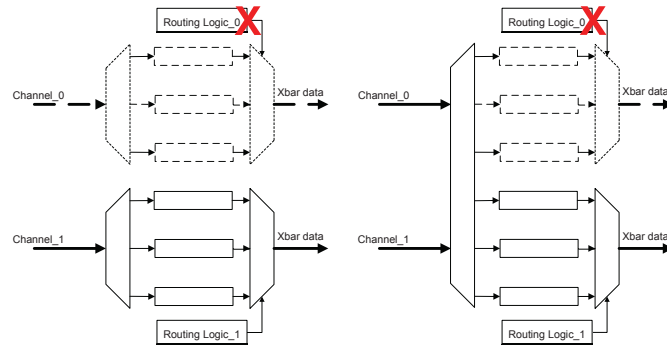 Routing Logic_0
Routing Logic_0
Channel_0
Xbar data
Channel_0
Xbar data
Channel_1
Xbar data
Channel_1
Xbar data
Routing Logic_1
Routing Logic_1